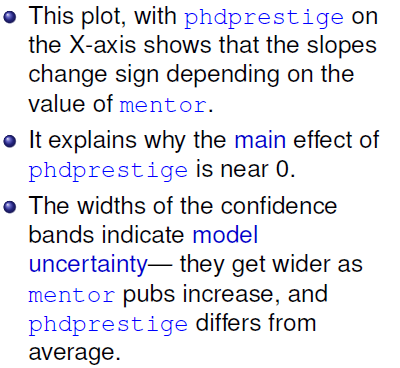 This plot, with phdprestige on
the X-axis shows that the slopes
change sign depending on the
value of mentor.
It explains why the main effect of
phdprestige is near 0.
The widths of the confidence
bands indicate model
uncertainty— they get wider as
mentor pubs increase, and
phdprestige differs from
average.